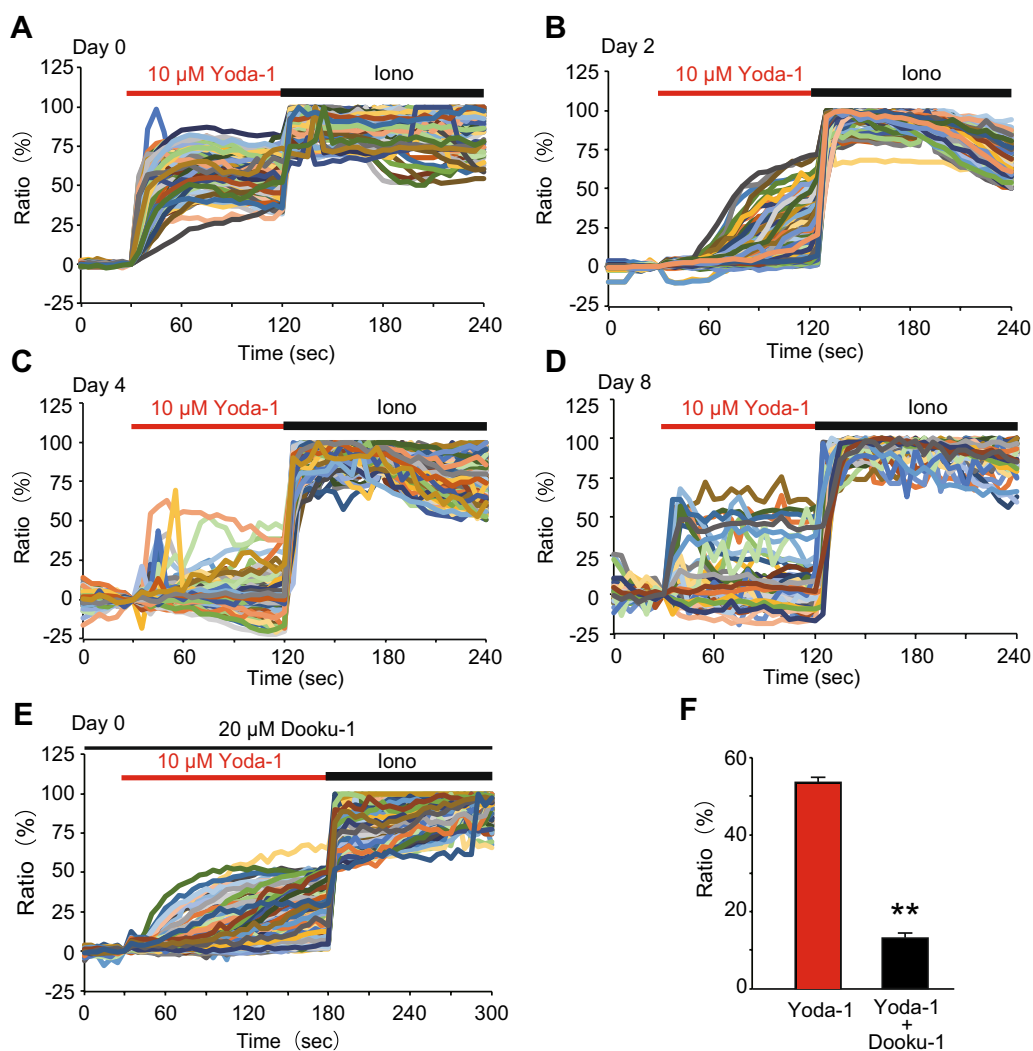 A
Day 0
10 μM Yoda-1
Iono
Ratio (%)
125
100
75
50
25
0
-25
0 60 120 180 240
Time (sec)
B
Day 2
10 μM Yoda-1
Iono
Ratio (%)
125
100
75
50
25
0
-25
0 60 120 180 240
Time (sec)
C
Day 4
10 μM Yoda-1
Iono
Ratio (%)
125
100
75
50
25
0
-25
0 60 120 180 240
Time (sec)
D
Day 8
10 μM Yoda-1
Iono
Ratio (%)
125
100
75
50
25
0
-25
0 60 120 180 240
Time (sec)
E
Day 0
20 μM Dooku-1
10 μM Yoda-1
Iono
Ratio (%)
125
100
75
50
25
0
-25
0 60 120 180 240 300
Time (sec)
F
Ratio (%)
60
40
20
0
**
Yoda-1
Yoda-1
+
Dooku-1